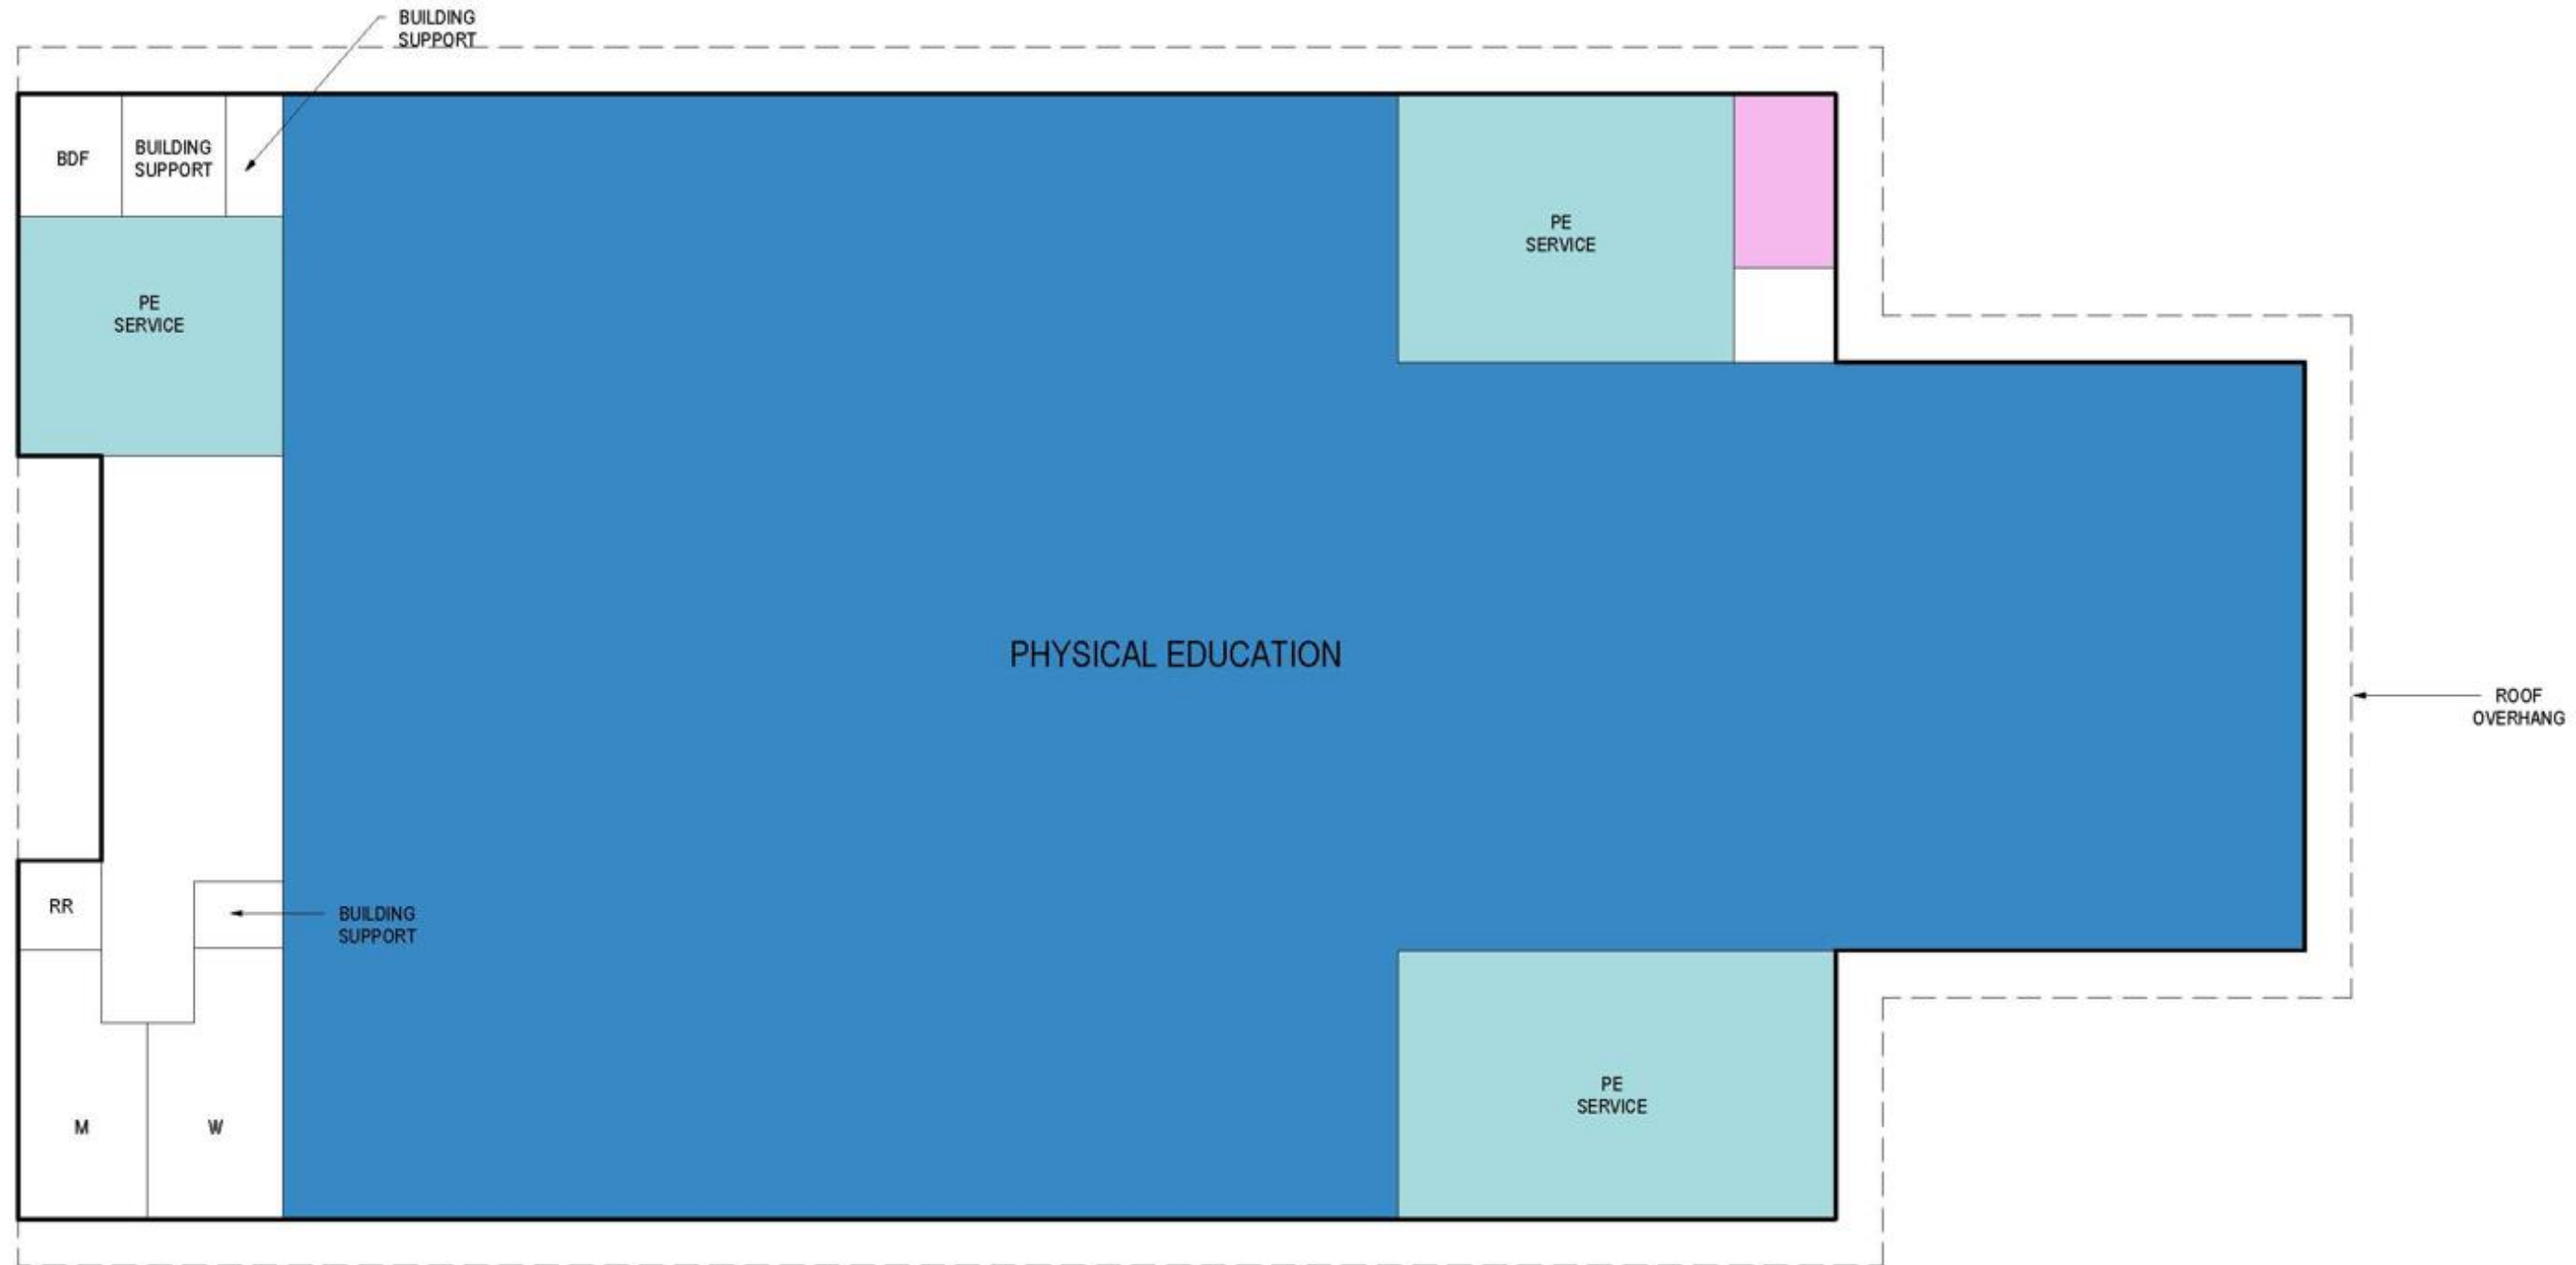 BUILDING
SUPPORT
BDF
BUILDING
SUPPORT
PE
SERVICE
PE
SERVICE
PHYSICAL EDUCATION
ROOF
OVERHANG
RR
BUILDING
SUPPORT
PE
SERVICE
M
W